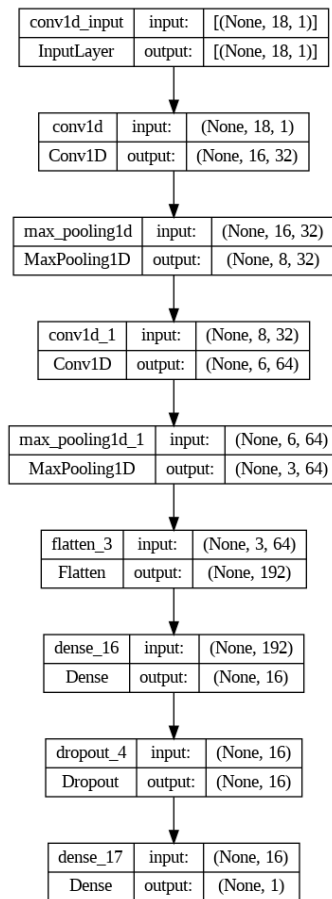 conv1d_input input: [(None, 18, 1)]
InputLayer output: [(None, 18, 1)]
conv1d input: (None, 18, 1)
Conv1D output: (None, 16, 32)
max_pooling1d input: (None, 16, 32)
MaxPooling1D output: (None, 8, 32)
conv1d_1 input: (None, 8, 32)
Conv1D output: (None, 6, 64)
max_pooling1d_1 input: (None, 6, 64)
MaxPooling1D output: (None, 3, 64)
flatten_3 input: (None, 3, 64)
Flatten output: (None, 192)
dense_16 input: (None, 192)
Dense output: (None, 16)
dropout_4 input: (None, 16)
Dropout output: (None, 16)
dense_17 input: (None, 16)
Dense output: (None, 1)